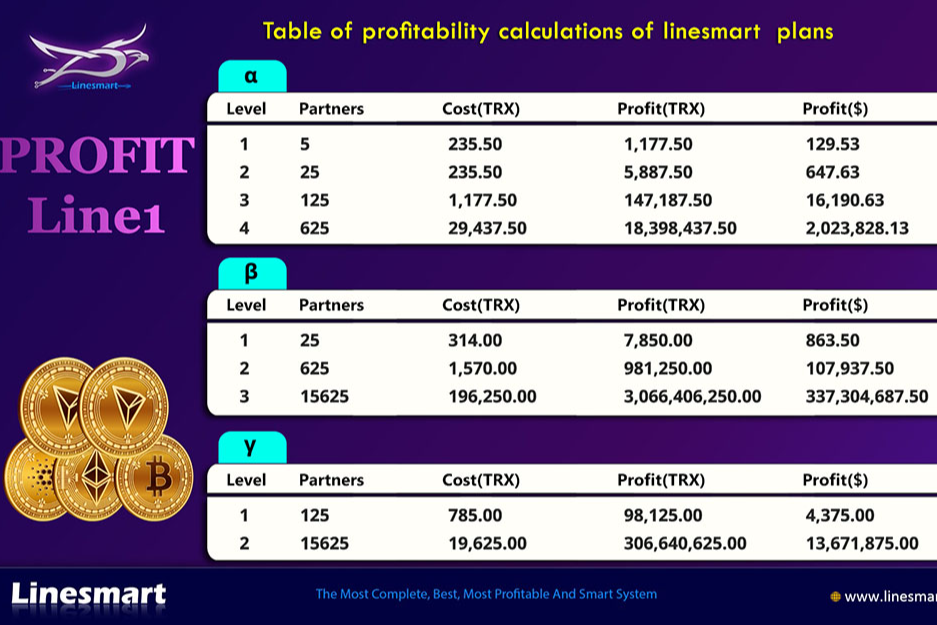 Table of profitability calculations of linesmart plans
Linesmart
PROFIT
Line1
α
Level Partners Cost(TRX) Profit(TRX) Profit($)
1 5 235.50 1,177.50 129.53
2 25 235.50 5,887.50 647.63
3 125 1,177.50 147,187.50 16,190.63
4 625 29,437.50 18,398,437.50 2,023,828.13
β
Level Partners Cost(TRX) Profit(TRX) Profit($)
1 25 314.00 7,850.00 863.50
2 625 1,570.00 981,250.00 107,937.50
3 15625 196,250.00 3,066,406,250.00 337,304,687.50
γ
Level Partners Cost(TRX) Profit(TRX) Profit($)
1 125 785.00 98,125.00 4,375.00
2 15625 19,625.00 306,640,625.00 13,671,875.00
Linesmart
The Most Complete, Best, Most Profitable And Smart System
www.linesmar